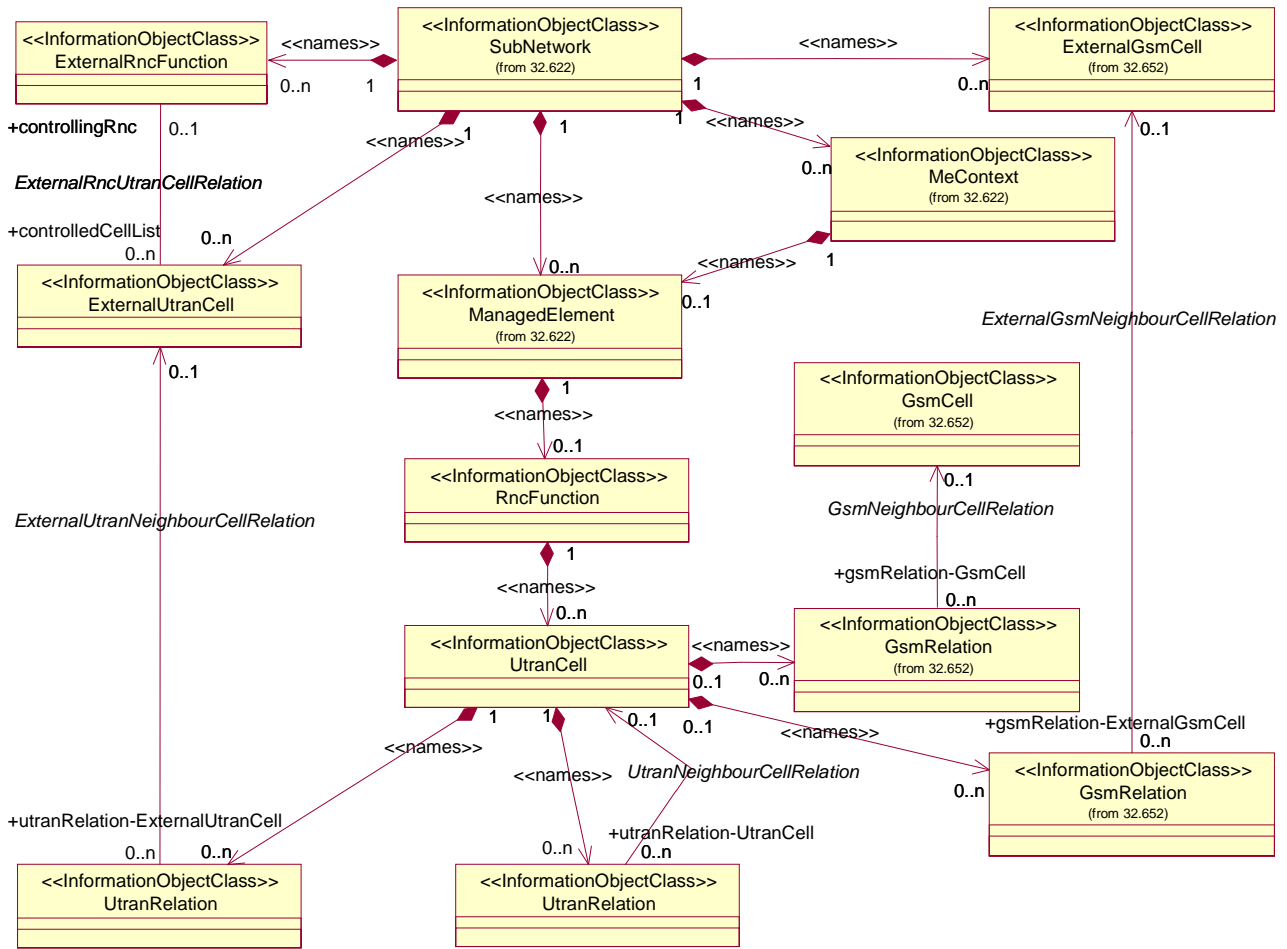 <<InformationObjectClass>>
ExternalRncFunction
<<names>>
0..n
1
<<InformationObjectClass>>
SubNetwork
(from 32.622)
<<names>>
1
0..n
<<InformationObjectClass>>
ExternalGsmCell
(from 32.652)
+controllingRnc
0..1
<<names>>
1
1
1
<<names>>
0..n
0..1
<<InformationObjectClass>>
MeContext
(from 32.622)
ExternalRncUtranCellRelation
<<names>>
+controlledCellList
0..n
0..n
0..n
<<names>>
1
0..1
<<InformationObjectClass>>
ExternalUtranCell
<<InformationObjectClass>>
ManagedElement
(from 32.622)
ExternalGsmNeighbourCellRelation
0..1
1
<<names>>
0..1
<<InformationObjectClass>>
GsmCell
(from 32.652)
<<InformationObjectClass>>
RncFunction
0..1
GsmNeighbourCellRelation
ExternalUtranNeighbourCellRelation
1
<<names>>
0..n
+gsmRelation-GsmCell
0..n
<<InformationObjectClass>>
UtranCell
<<names>>
0..1
0..n
<<InformationObjectClass>>
GsmRelation
(from 32.652)
1
1
0..1
0..1
<<names>>
<<names>>
<<names>>
UtranNeighbourCellRelation
+gsmRelation-ExternalGsmCell
0..n
0..n
<<InformationObjectClass>>
GsmRelation
(from 32.652)
+utranRelation-ExternalUtranCell
0..n
0..n
+utranRelation-UtranCell
0..n
0..n
<<InformationObjectClass>>
UtranRelation
<<InformationObjectClass>>
UtranRelation